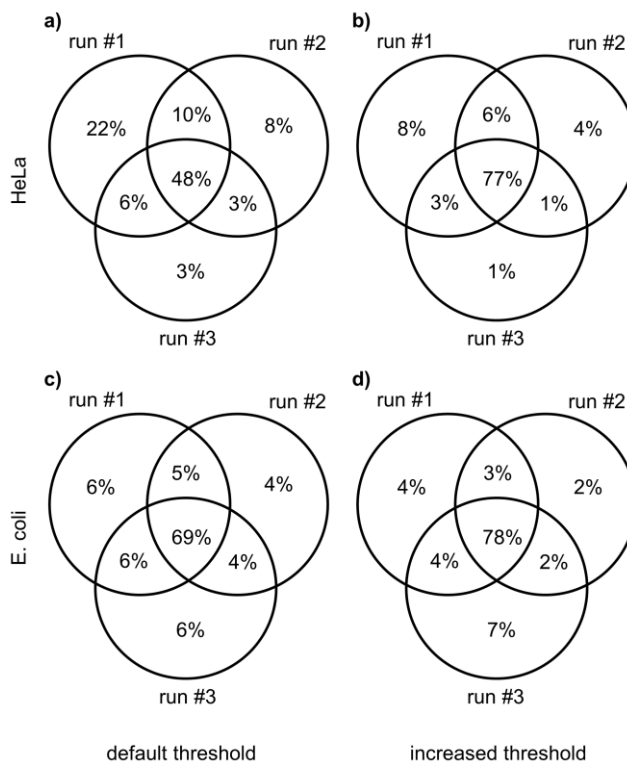 a)
run #1
run #2
22%
10%
8%
48%
6%
3%
3%
run #3
HeLa
b)
run #1
run #2
8%
6%
4%
77%
3%
1%
1%
run #3
c)
run #1
run #2
6%
5%
4%
69%
6%
4%
6%
run #3
E. coli
d)
run #1
run #2
4%
3%
2%
78%
4%
2%
7%
run #3
default threshold
increased threshold